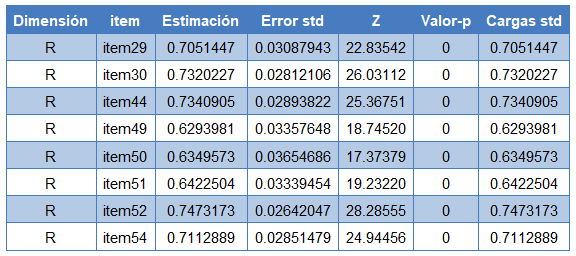 Dimensión item Estimación Error std Z Valor-p Cargas std
R item29 0.7051447 0.03087943 22.83542 0 0.7051447
R item30 0.7320227 0.02812106 26.03112 0 0.7320227
R item44 0.7340905 0.02893822 25.36751 0 0.7340905
R item49 0.6293981 0.03357648 18.74520 0 0.6293981
R item50 0.6349573 0.03654686 17.37379 0 0.6349573
R item51 0.6422504 0.03339454 19.23220 0 0.6422504
R item52 0.7473173 0.02642047 28.28555 0 0.7473173
R item54 0.7112889 0.02851479 24.94456 0 0.7112889